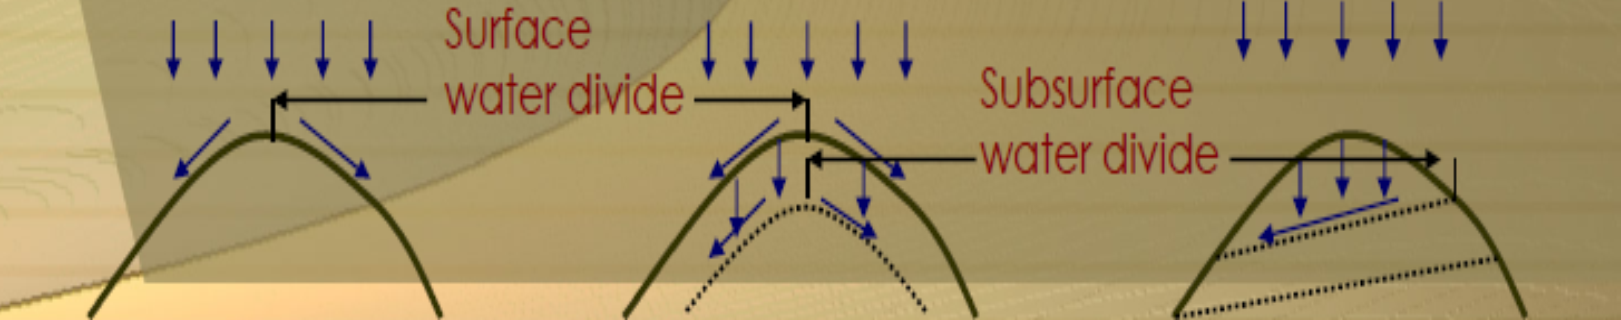 Surface
water divide
Subsurface
water divide